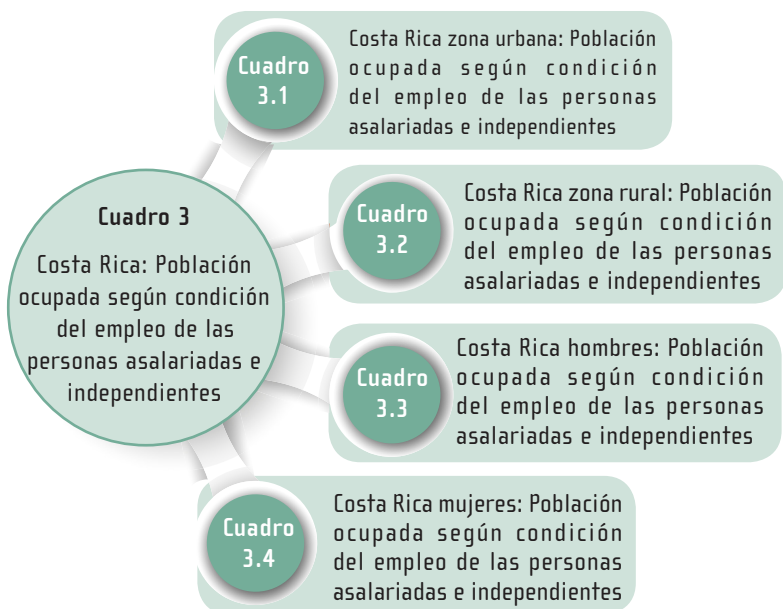 Cuadro 3
Costa Rica: Población
ocupada según condición
del empleo de las
personas asalariadas e
independientes
Cuadro
3.1
Costa Rica zona urbana: Población
ocupada según condición
del empleo de las personas
asalariadas e independientes
Cuadro
3.2
Costa Rica zona rural: Población
ocupada según condición
del empleo de las personas
asalariadas e independientes
Cuadro
3.3
Costa Rica hombres: Población
ocupada según condición
del empleo de las personas
asalariadas e independientes
Cuadro
3.4
Costa Rica mujeres: Población
ocupada según condición
del empleo de las personas
asalariadas e independientes